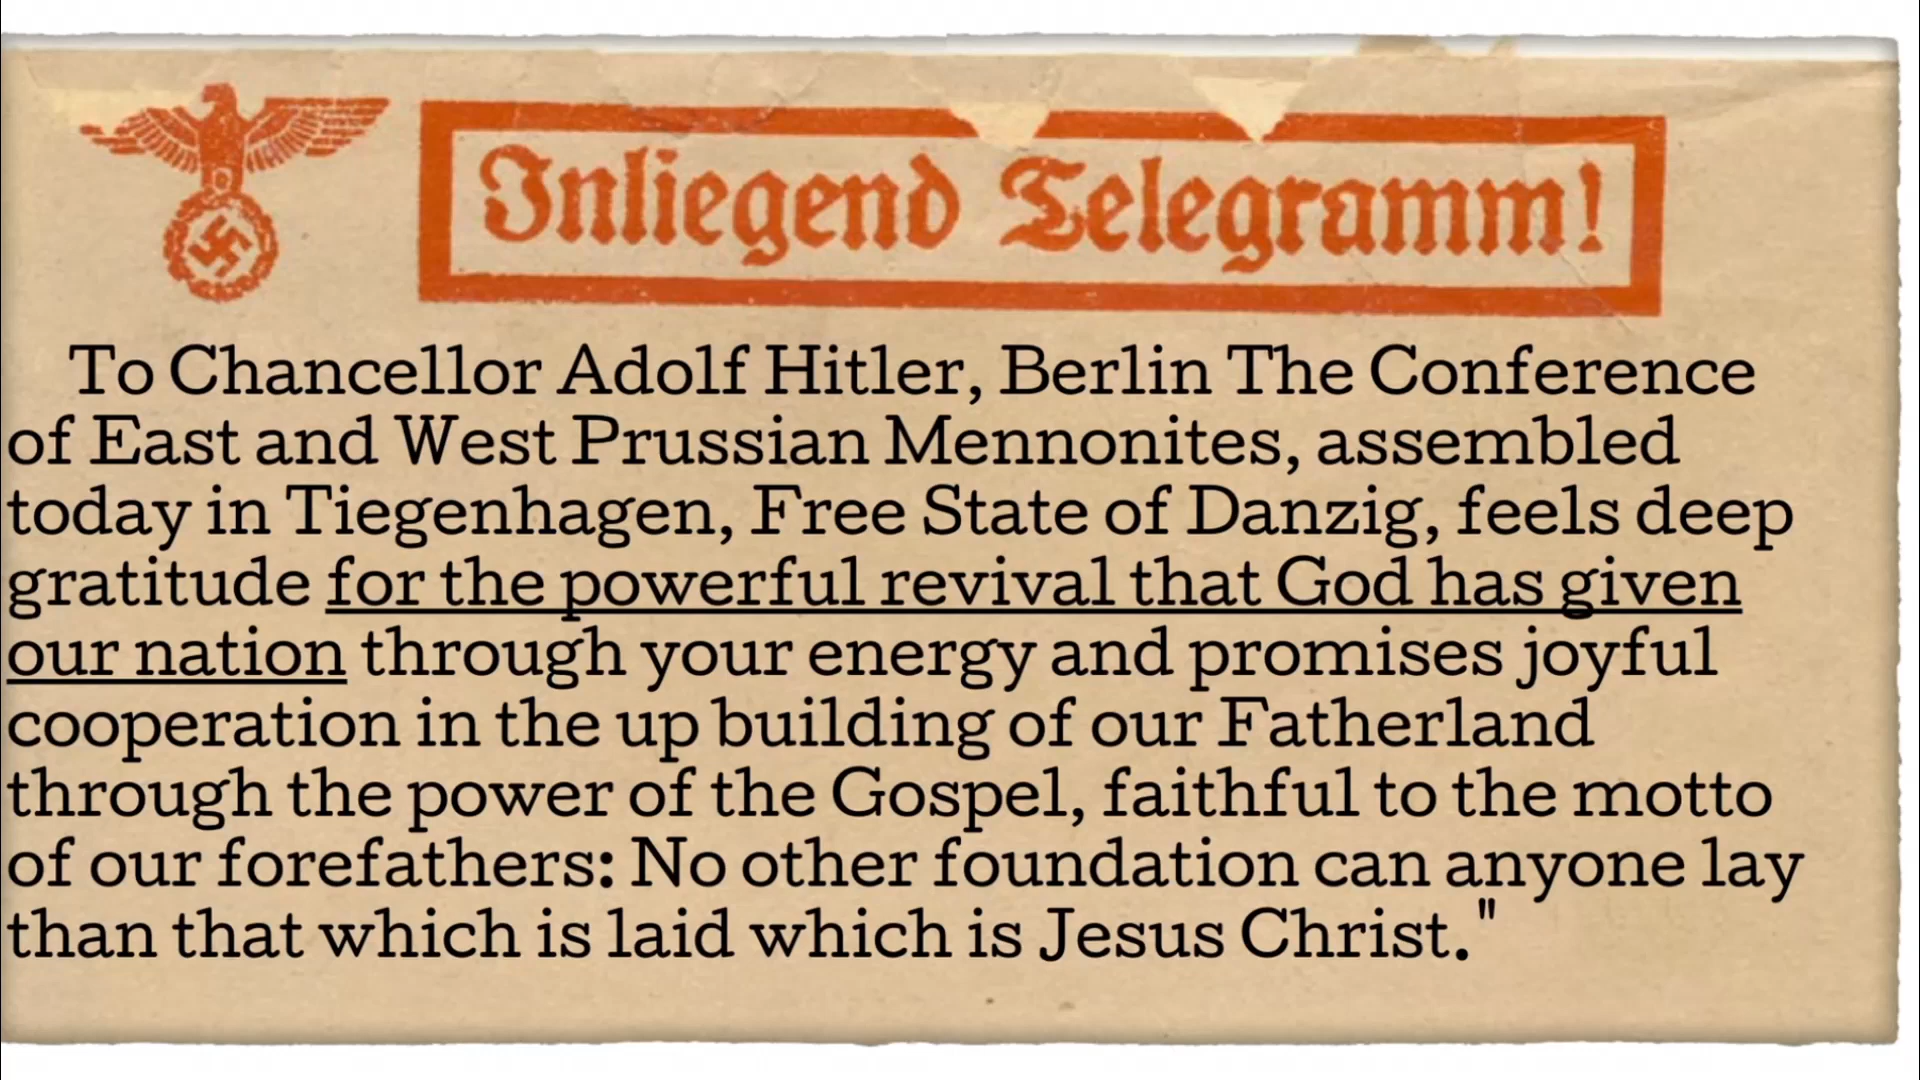 Inliegend Telegramm!
To Chancellor Adolf Hitler, Berlin The Conference
of East and West Prussian Mennonites, assembled
today in Tiegenhagen, Free State of Danzig, feels deep
gratitude for the powerful revival that God has given
our nation through your energy and promises joyful
cooperation in the up building of our Fatherland
through the power of the Gospel, faithful to the motto
of our forefathers: No other foundation can anyone lay
than that which is laid which is Jesus Christ."